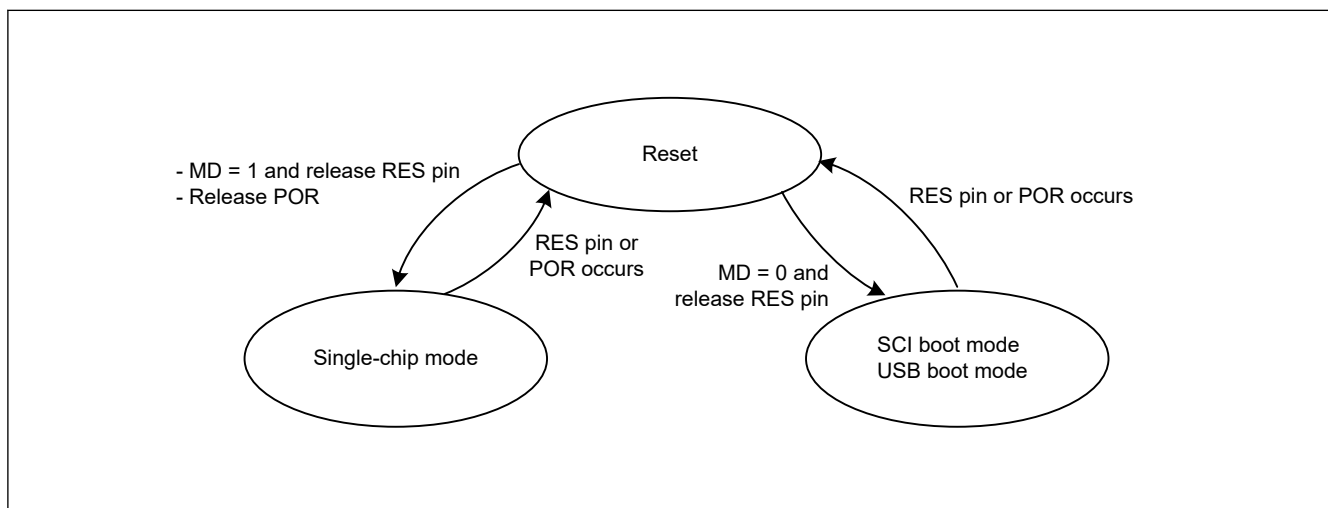 Reset
- MD = 1 and release RES pin
- Release POR
RES pin or POR occurs
RES pin or
POR occurs
MD = 0 and
release RES pin
Single-chip mode
SCI boot mode
USB boot mode